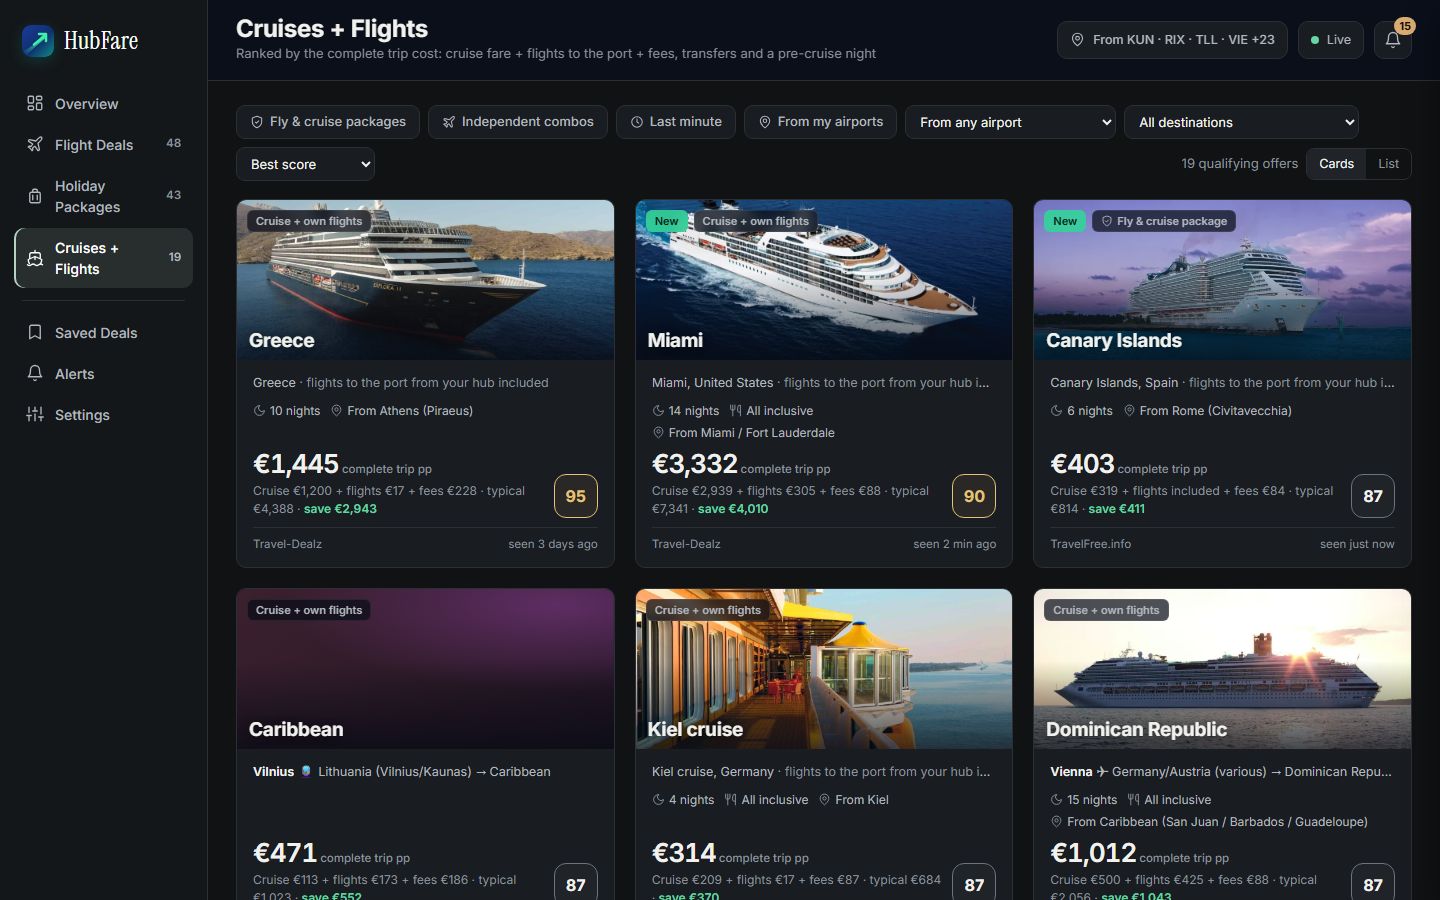 HubFare
Overview
Flight Deals 48
Holiday Packages 43
Cruises + Flights 19
Saved Deals
Alerts
Settings
Cruises + Flights
Ranked by the complete trip cost: cruise fare + flights to the port + fees, transfers and a pre-cruise night
From KUN · RIX · TLL · VIE +23
Live
15
Fly & cruise packages
Independent combos
Last minute
From my airports
From any airport
All destinations
Best score
19 qualifying offers
Cards
List
Cruise + own flights
Greece
Greece · flights to the port from your hub included
10 nights From Athens (Piraeus)
€1,445 complete trip pp
Cruise €1,200 + flights €17 + fees €228 · typical
€4,388 · save €2,943
95
Travel-Dealz
seen 3 days ago
New
Cruise + own flights
Miami
Miami, United States · flights to the port from your hub i...
14 nights All inclusive
From Miami / Fort Lauderdale
€3,332 complete trip pp
Cruise €2,939 + flights €305 + fees €88 · typical
€7,341 · save €4,010
90
Travel-Dealz
seen 2 min ago
New
Fly & cruise package
Canary Islands
Canary Islands, Spain · flights to the port from your hub i...
6 nights From Rome (Civitavecchia)
€403 complete trip pp
Cruise €319 + flights included + fees €84 · typical
€814 · save €411
87
TravelFree.info
seen just now
Cruise + own flights
Caribbean
Vilnius Lithuania (Vilnius/Kaunas) → Caribbean
€471 complete trip pp
Cruise €113 + flights €173 + fees €186 · typical
€1,023 · save €552
87
Cruise + own flights
Kiel cruise
Kiel cruise, Germany · flights to the port from your hub i...
4 nights All inclusive From Kiel
€314 complete trip pp
Cruise €209 + flights €17 + fees €87 · typical €684
· save €370
87
Cruise + own flights
Dominican Republic
Vienna ✈ Germany/Austria (various) → Dominican Repu...
15 nights All inclusive
From Caribbean (San Juan / Barbados / Guadeloupe)
€1,012 complete trip pp
Cruise €500 + flights €425 + fees €88 · typical
€2,056 · save €1,043
87